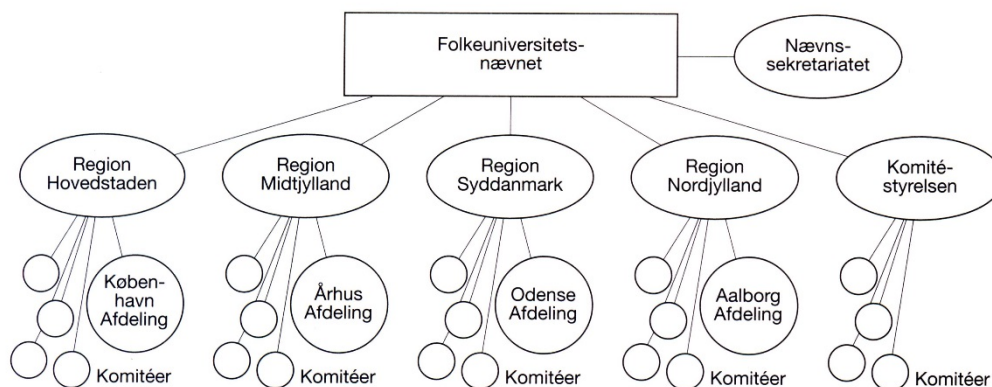 Folkeuniversitets-
nævnet
Nævns-
sekretariatet
Region
Hovedstaden
Region
Midtjylland
Region
Syddanmark
Region
Nordjylland
Komité-
styrelsen
Køben-
havn
Afdeling
Århus
Afdeling
Odense
Afdeling
Aalborg
Afdeling
Komitéer
Komitéer
Komitéer
Komitéer
Komitéer